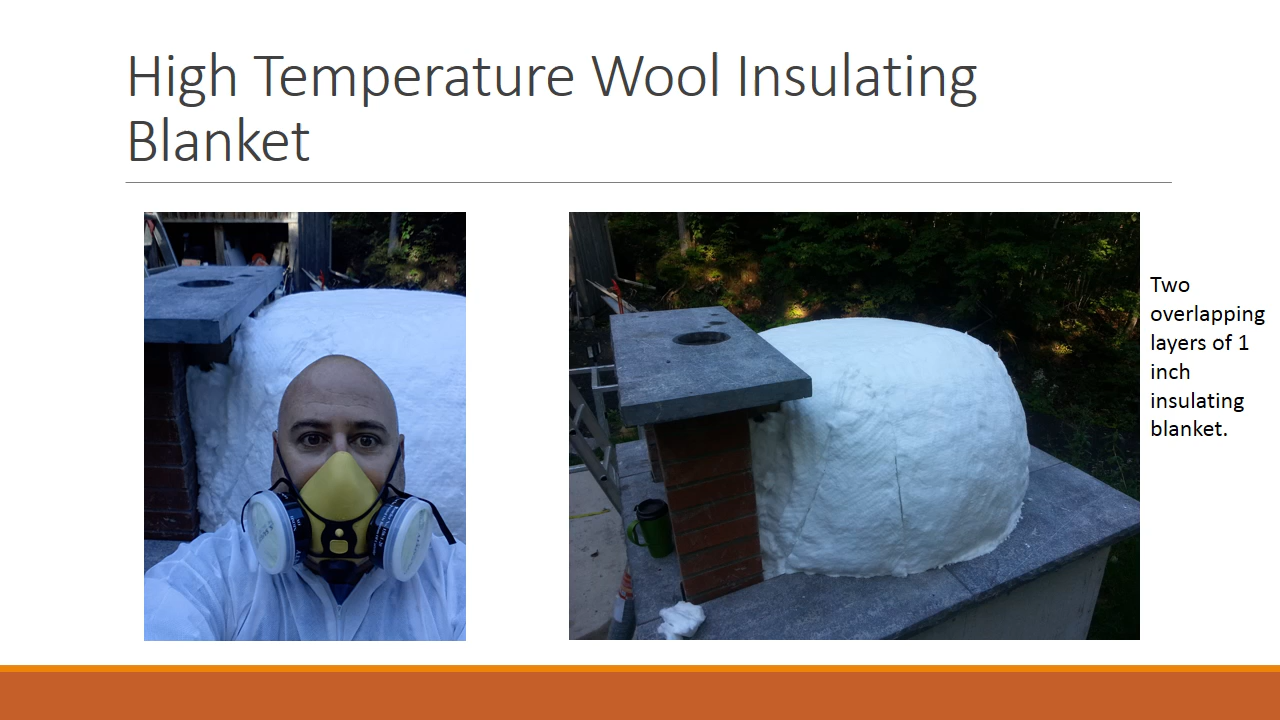 High Temperature Wool Insulating
Blanket
Two
overlapping
layers of 1
inch
insulating
blanket.